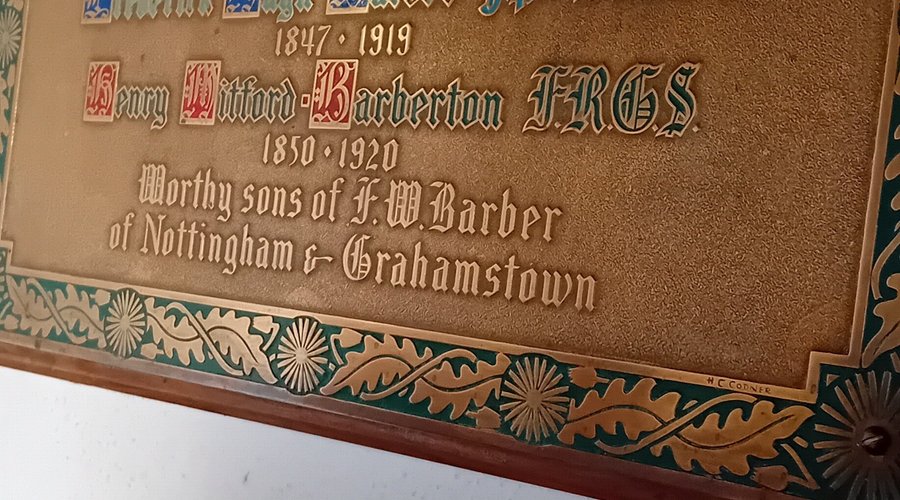 1847 · 1919
Henry Mitford-Barberton F.R.G.S.
1850 · 1920
Worthy sons of F.W. Barber
of Nottingham & Grahamstown
H C CODNER